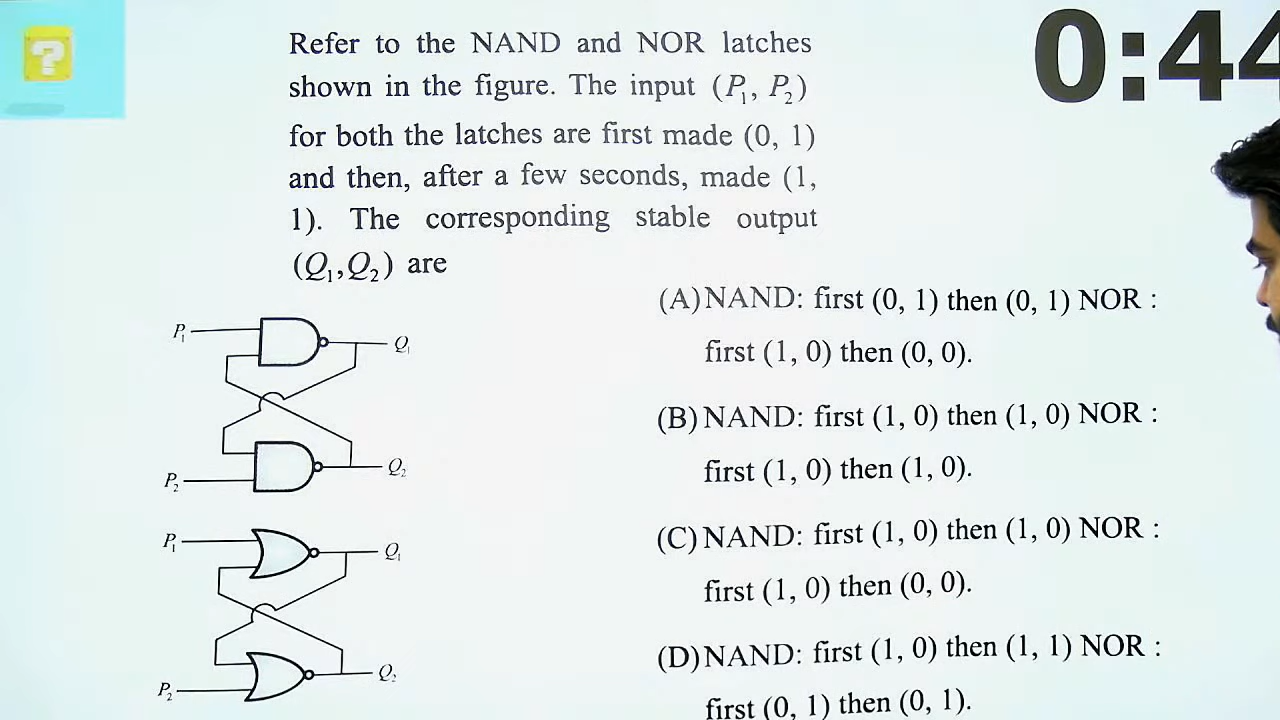 ?
Refer to the NAND and NOR latches
shown in the figure. The input (P₁, P₂)
for both the latches are first made (0, 1)
and then, after a few seconds, made (1,
1). The corresponding stable output
(Q₁,Q₂) are
0:44
(A) NAND: first (0, 1) then (0, 1) NOR :
first (1, 0) then (0, 0).
(B) NAND: first (1, 0) then (1, 0) NOR :
first (1, 0) then (1, 0).
(C) NAND: first (1, 0) then (1, 0) NOR :
first (1, 0) then (0, 0).
(D) NAND: first (1, 0) then (1, 1) NOR :
first (0, 1) then (0, 1).
P₁
Q₁
P₂
Q₂
P₁
Q₁
P₂
Q₂